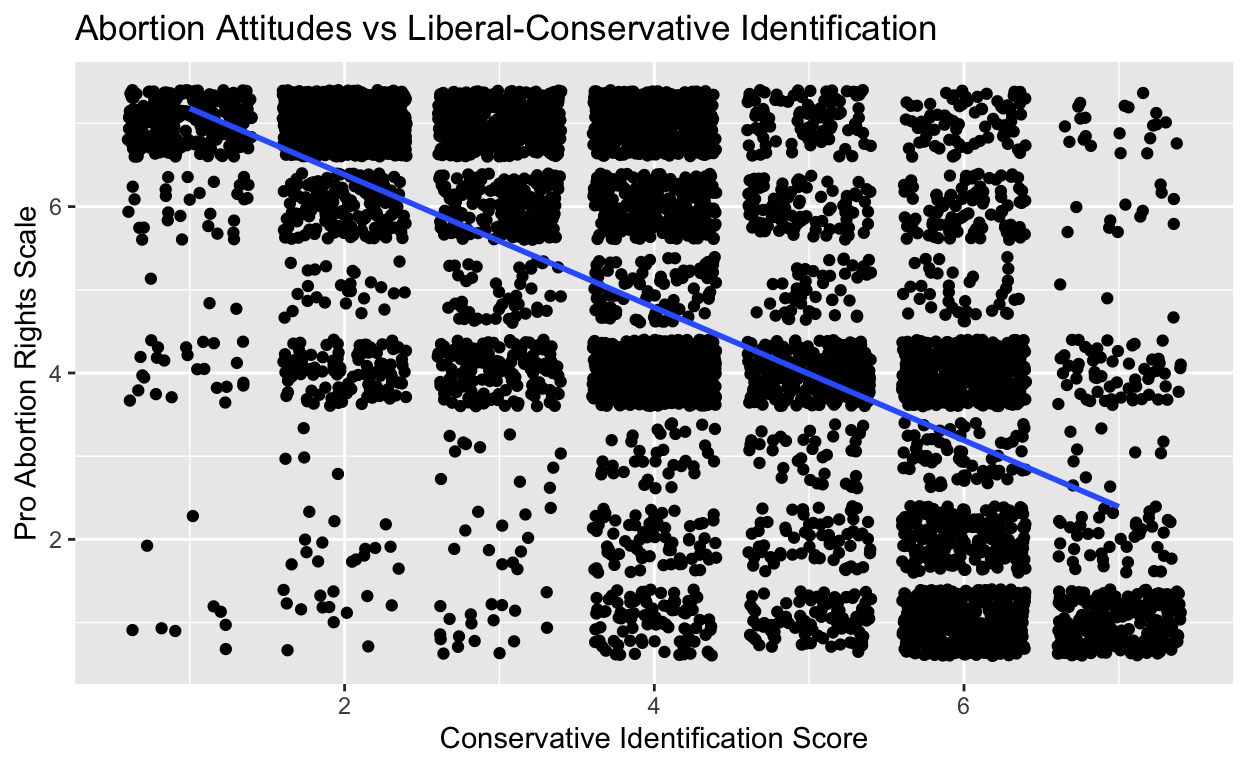 Abortion Attitudes vs Liberal-Conservative Identification
Pro Abortion Rights Scale
6
4
2
2 4 6
Conservative Identification Score